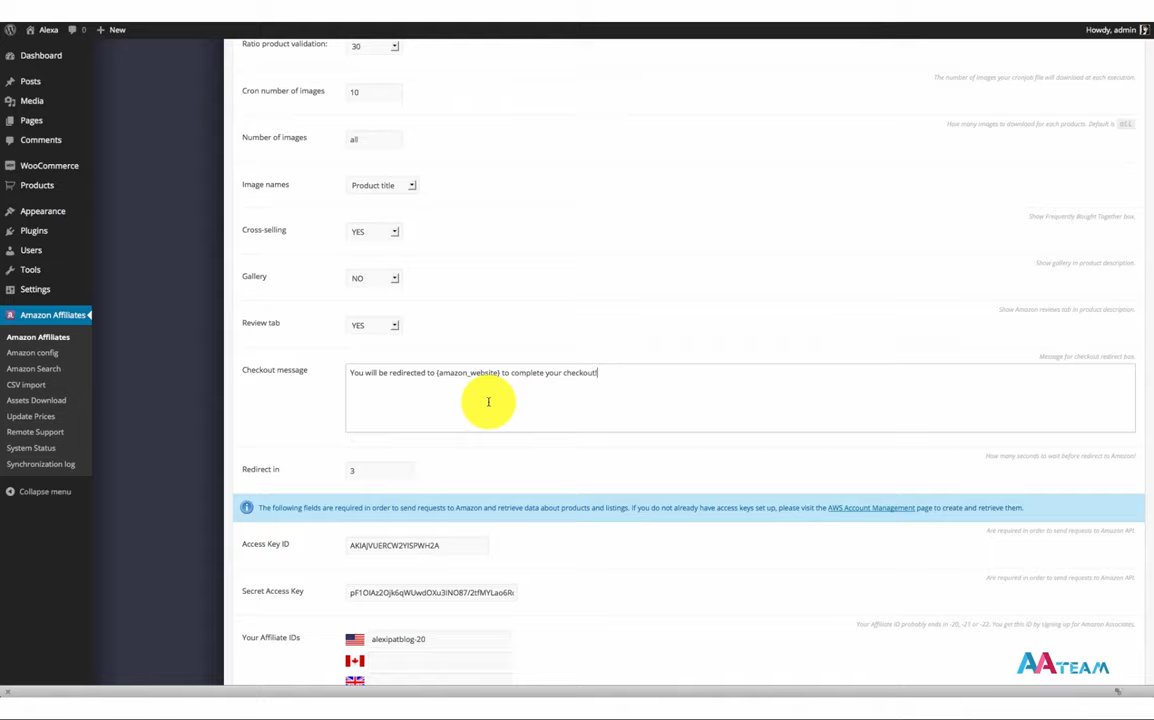 Alexa
0
New
Howdy, admin
Dashboard
Posts
Media
Pages
Comments
WooCommerce
Products
Appearance
Plugins
Users
Tools
Settings
Amazon Affiliates
Amazon Affiliates
Amazon config
Amazon Search
CSV import
Assets Download
Update Prices
Remote Support
System Status
Synchronization log
Collapse menu
Ratio product validation:
30
The number of images your cronjob file will download at each execution.
Cron number of images
10
How many images to download for each products. Default is all
Number of images
all
Image names
Product title
Show Frequently Bought Together box.
Cross-selling
YES
Show gallery in product description.
Gallery
NO
Show Amazon reviews tab in product description.
Review tab
YES
Message for checkout redirect box.
Checkout message
You will be redirected to {amazon_website} to complete your checkout!
How many seconds to wait before redirect to Amazon!
Redirect in
3
The following fields are required in order to send requests to Amazon and retrieve data about products and listings. If you do not already have access keys set up, please visit the AWS Account Management page to create and retrieve them.
Are required in order to send requests to Amazon API.
Access Key ID
AKIAJVUERCW2YISPWH2A
Are required in order to send requests to Amazon API.
Secret Access Key
Your Affiliate ID probably ends in -20, -21 or -22. You get this ID by signing up for Amazon Associates.
Your Affiliate IDs
alexipatblog-20
AATEAM